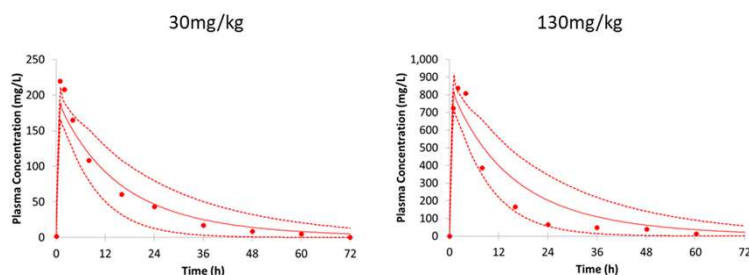 30mg/kg
130mg/kg
Plasma Concentration (mg/L)
250
200
150
100
50
0
0 12 24 36 48 60 72
Time (h)
Plasma Concentration (mg/L)
1,000
900
800
700
600
500
400
300
200
100
0
0 12 24 36 48 60 72
Time (h)